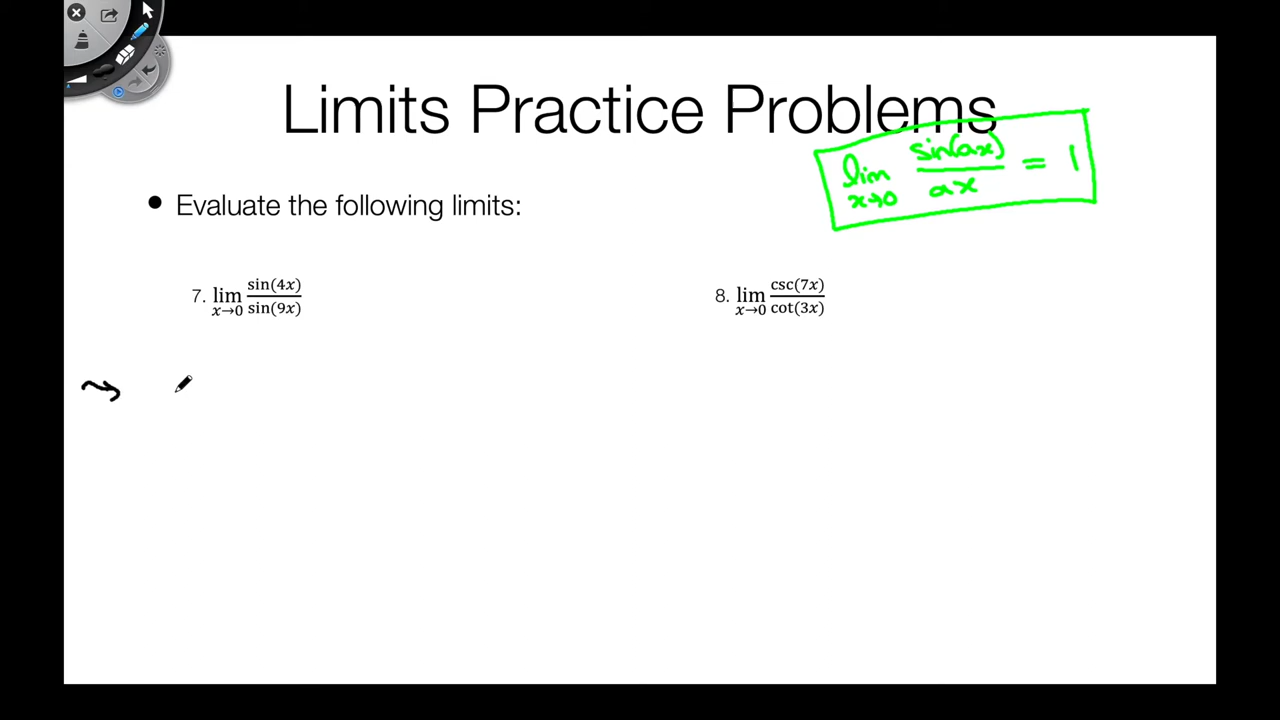 Limits Practice Problems
lim x→0 sin(ax)/ax = 1
• Evaluate the following limits:
7. lim x→0 sin(4x)/sin(9x)
8. lim x→0 csc(7x)/cot(3x)